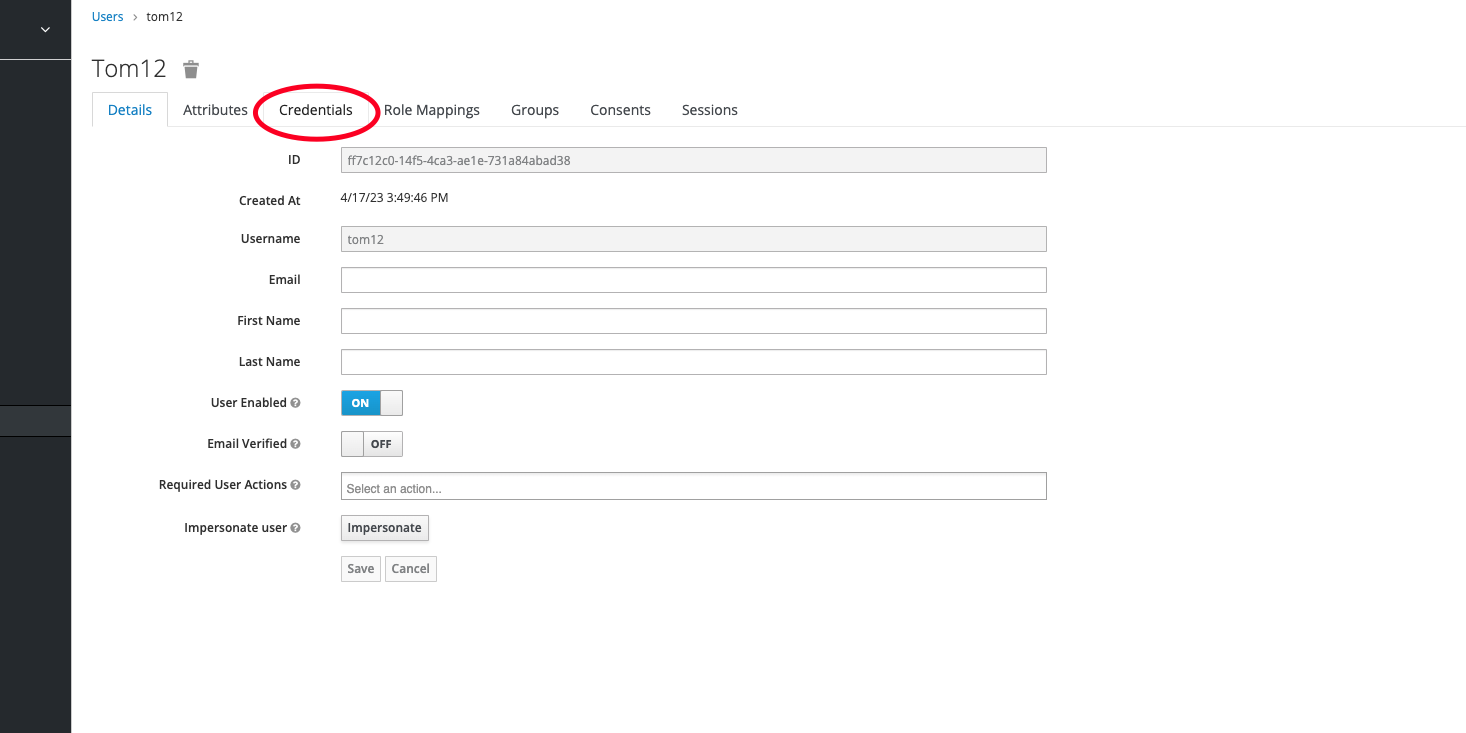 Users › tom12
Tom12
Details Attributes Credentials Role Mappings Groups Consents Sessions
ID ff7c12c0-14f5-4ca3-ae1e-731a84abad38
Created At 4/17/23 3:49:46 PM
Username tom12
Email
First Name
Last Name
User Enabled ON
Email Verified OFF
Required User Actions Select an action...
Impersonate user Impersonate
Save Cancel